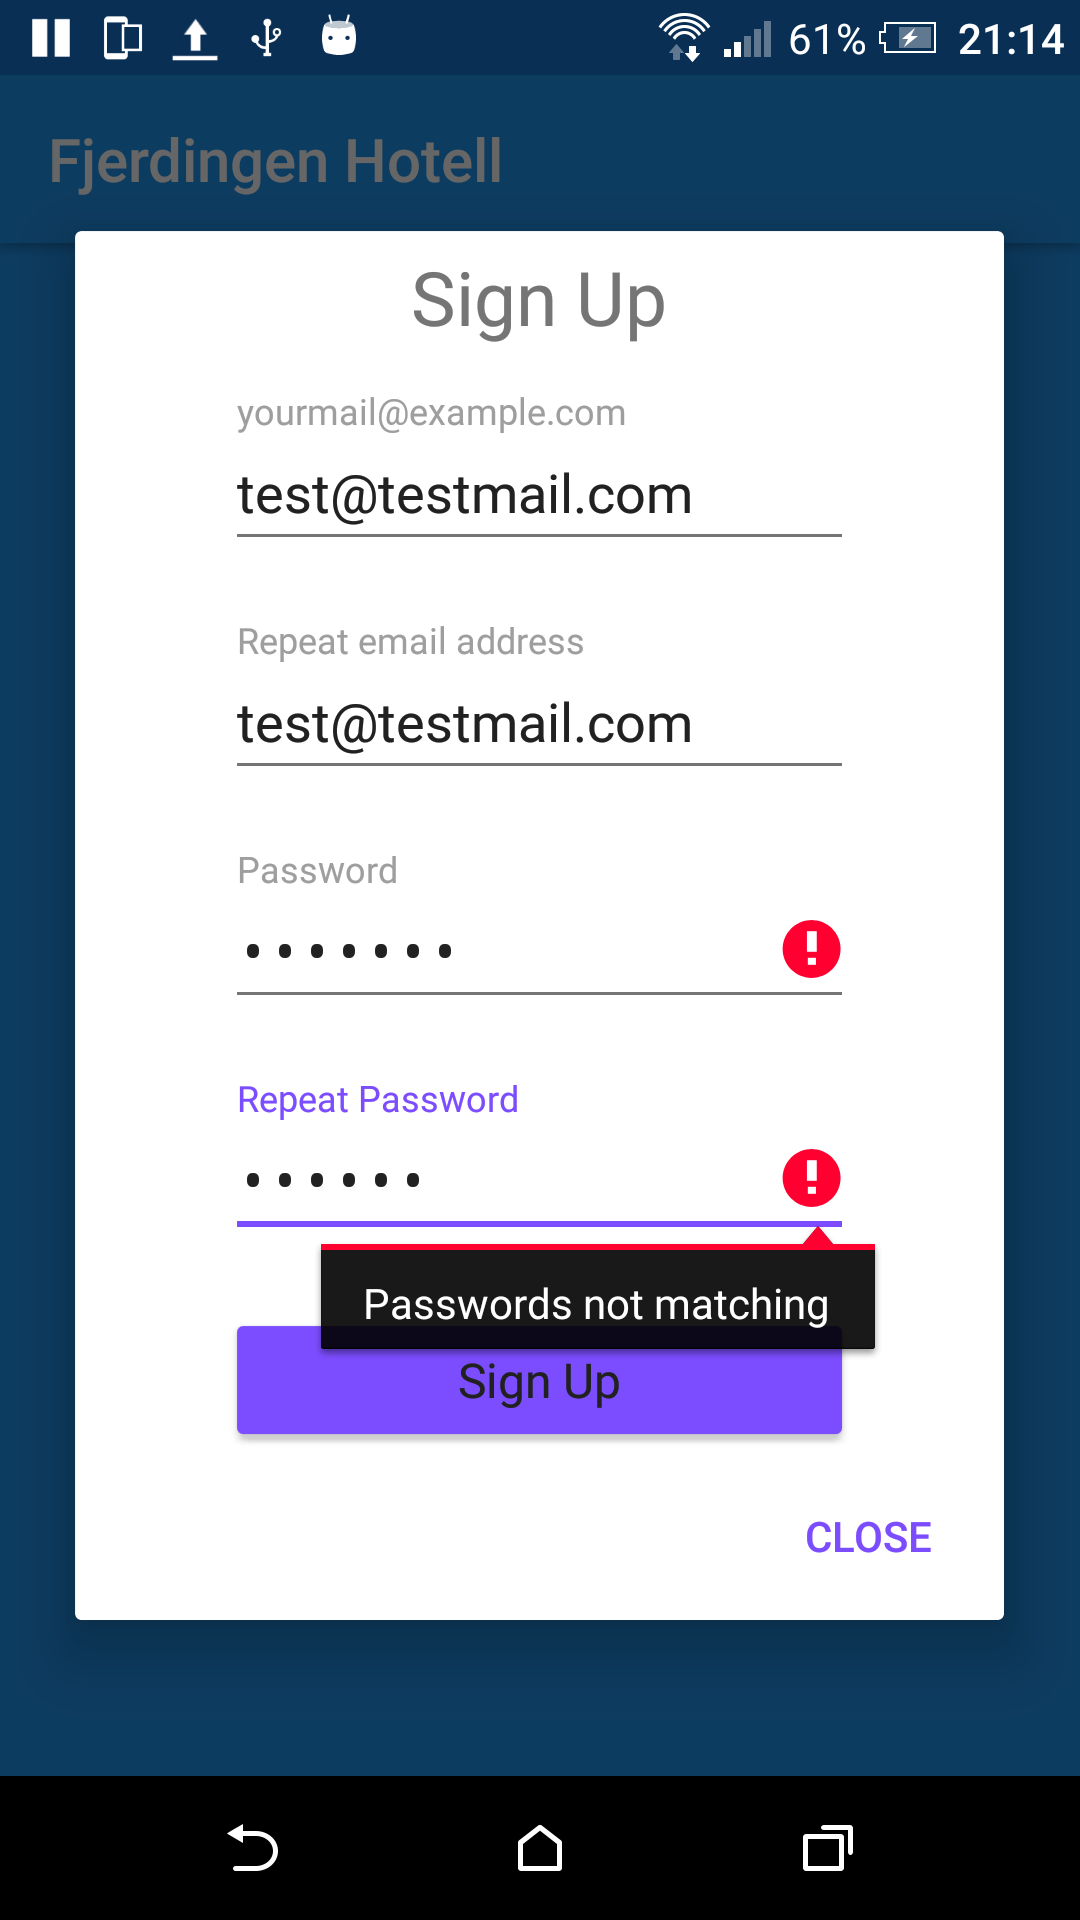 61% 21:14
Fjerdingen Hotell
Sign Up
yourmail@example.com
test@testmail.com
Repeat email address
test@testmail.com
Password
•••••••
Repeat Password
••••••
Passwords not matching
Sign Up
CLOSE